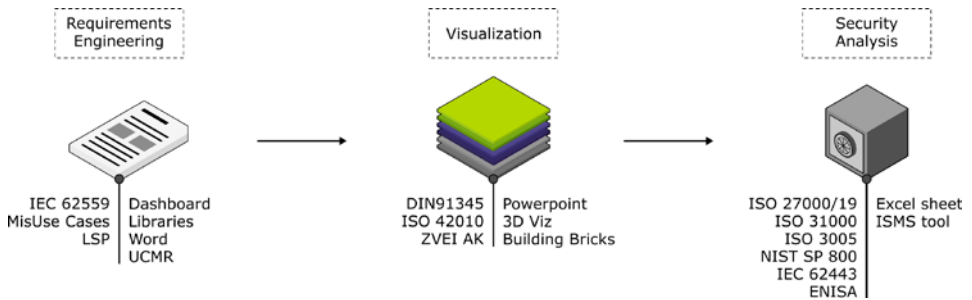 Requirements
Engineering
Visualization
Security
Analysis
IEC 62559
MisUse Cases
LSP
Dashboard
Libraries
Word
UCMR
DIN91345
ISO 42010
ZVEI AK
Powerpoint
3D Viz
Building Bricks
ISO 27000/19
ISO 31000
ISO 3005
NIST SP 800
IEC 62443
ENISA
Excel sheet
ISMS tool